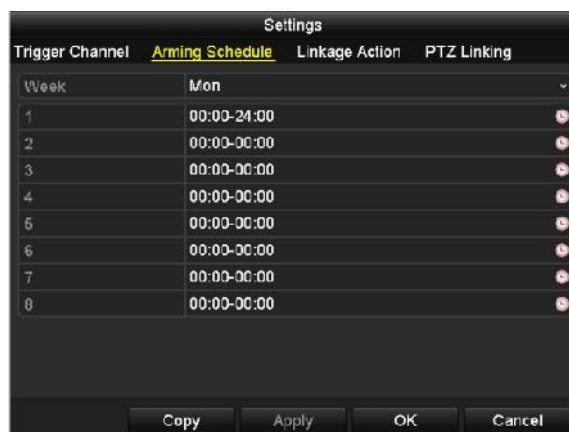 Settings
Trigger Channel Arming Schedule Linkage Action PTZ Linking
Week Mon
1 00:00-24:00
2 00:00-00:00
3 00:00-00:00
4 00:00-00:00
5 00:00-00:00
6 00:00-00:00
7 00:00-00:00
8 00:00-00:00
Copy Apply OK Cancel